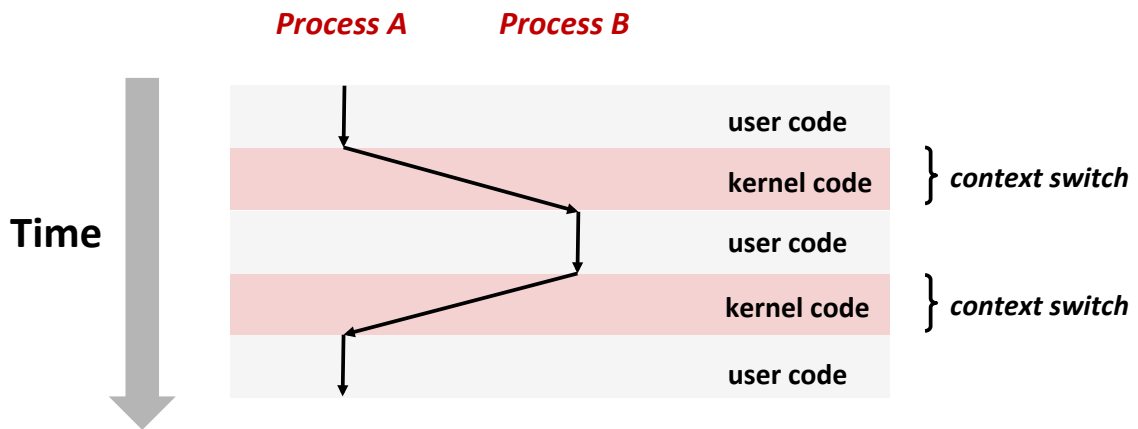 Process A Process B
user code
kernel code } context switch
Time
user code
kernel code } context switch
user code